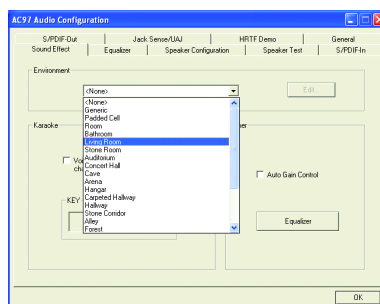 AC97 Audio Configuration
S/PDIF-Out Jack Sense/UAJ HRTF Demo General
Sound Effect Equalizer Speaker Configuration Speaker Test S/PDIF-In
Environment
<None> Edit...
<None>
Generic
Padded Cell
Room
Bathroom
Living Room
Stone Room
Auditorium
Concert Hall
Cave
Arena
Hangar
Carpeted Hallway
Hallway
Stone Corridor
Alley
Forest
Karaoke
KEY
Auto Gain Control
Equalizer
OK